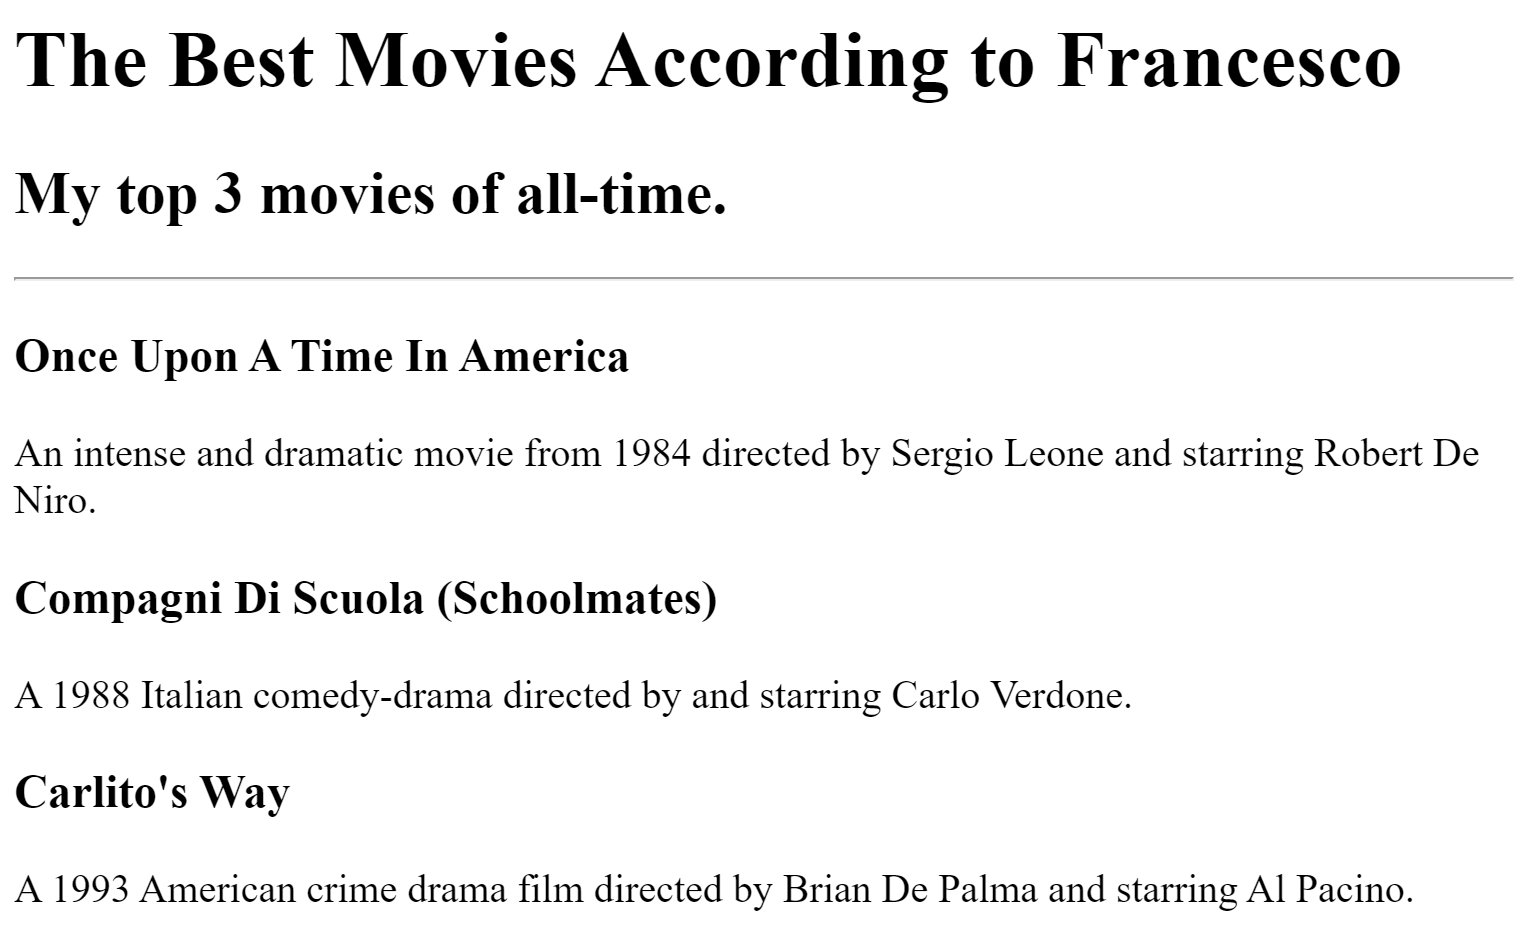 The Best Movies According to Francesco
My top 3 movies of all-time.
Once Upon A Time In America
An intense and dramatic movie from 1984 directed by Sergio Leone and starring Robert De
Niro.
Compagni Di Scuola (Schoolmates)
A 1988 Italian comedy-drama directed by and starring Carlo Verdone.
Carlito's Way
A 1993 American crime drama film directed by Brian De Palma and starring Al Pacino.